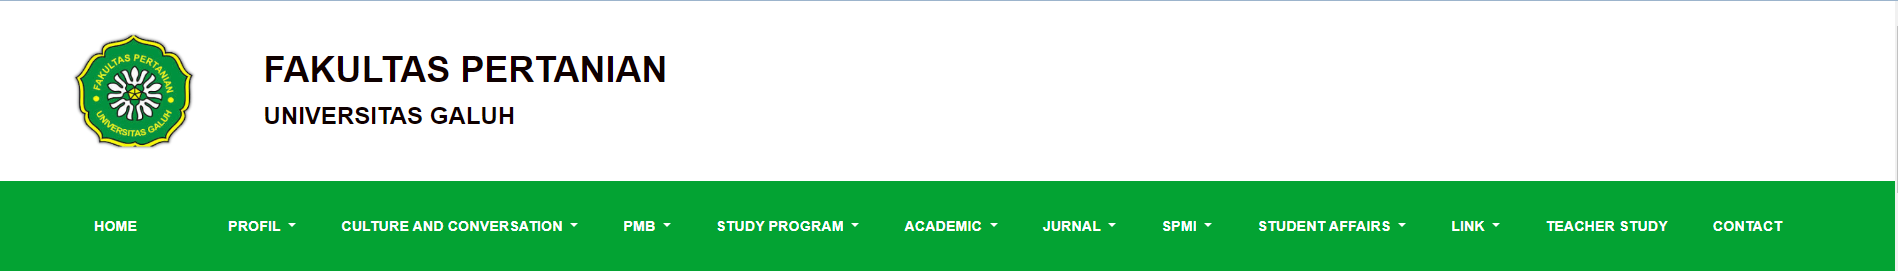 FAKULTAS PERTANIAN
UNIVERSITAS GALUH
FAKULTAS PERTANIAN
UNIVERSITAS GALUH
HOME PROFIL CULTURE AND CONVERSATION PMB STUDY PROGRAM ACADEMIC JURNAL SPMI STUDENT AFFAIRS LINK TEACHER STUDY CONTACT